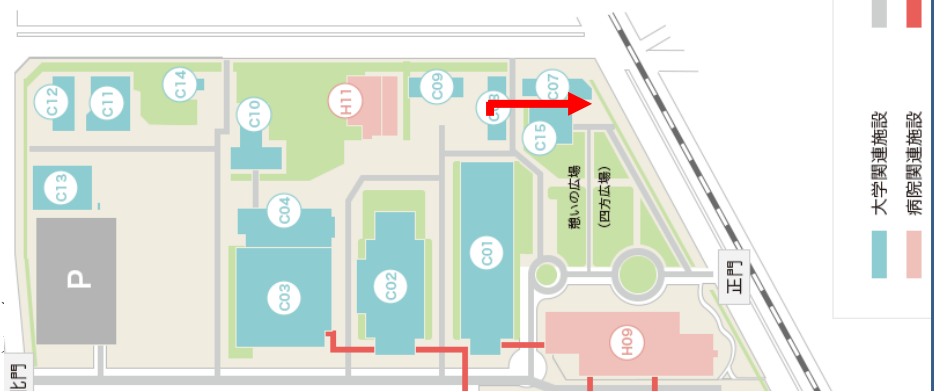 C12
C11
C14
C10
H11
C09
C07
C15
C13
C04
P
C03
C02
C01
憩いの広場
(四方広場)
正門
H09
北門
大学関連施設
病院関連施設